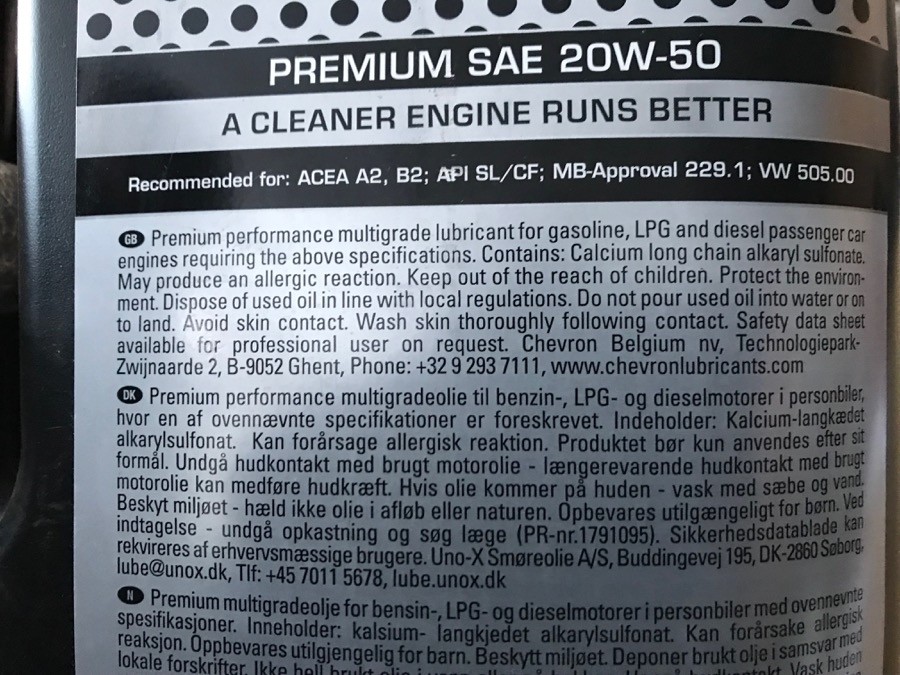 PREMIUM SAE 20W-50
A CLEANER ENGINE RUNS BETTER
Recommended for: ACEA A2, B2; API SL/CF; MB-Approval 229.1; VW 505.00
GB Premium performance multigrade lubricant for gasoline, LPG and diesel passenger car
engines requiring the above specifications. Contains: Calcium long chain alkaryl sulfonate.
May produce an allergic reaction. Keep out of the reach of children. Protect the environ-
ment. Dispose of used oil in line with local regulations. Do not pour used oil into water or on
to land. Avoid skin contact. Wash skin thoroughly following contact. Safety data sheet
available for professional user on request. Chevron Belgium nv, Technologiepark-
Zwijnaarde 2, B-9052 Ghent, Phone: +32 9 293 7111, www.chevronlubricants.com
DK Premium performance multigradeolie til benzin-, LPG- og dieselmotorer i personbiler,
hvor en af ovennævnte specifikationer er foreskrevet. Indeholder: Kalcium-langkædet
alkarylsulfonat. Kan forårsage allergisk reaktion. Produktet bør kun anvendes efter sit
formål. Undgå hudkontakt med brugt motorolie - længerevarende hudkontakt med brugt
motorolie kan medføre hudkræft. Hvis olie kommer på huden - vask med sæbe og vand.
Beskyt miljøet - hæld ikke olie i afløb eller naturen. Opbevares utilgængeligt for børn. Ved
indtagelse - undgå opkastning og søg læge (PR-nr.1791095). Sikkerhedsdatablade kan
rekvireres af erhvervsmæssige brugere. Uno-X Smøreolie A/S, Buddingevej 195, DK-2860 Søborg,
lube@unox.dk, Tlf: +45 7011 5678, lube.unox.dk
N Premium multigradeolje for bensin-, LPG- og dieselmotorer i personbiler med ovennevnte
spesifikasjoner. Inneholder: kalsium- langkjedet alkarylsulfonat. Kan forårsake allergisk
reaksjon. Oppbevares utilgjengelig for barn. Beskytt miljøet. Deponer brukt olje i samsvar med
lokale forskrifter. Ikke hell brukt olje i Vask huden